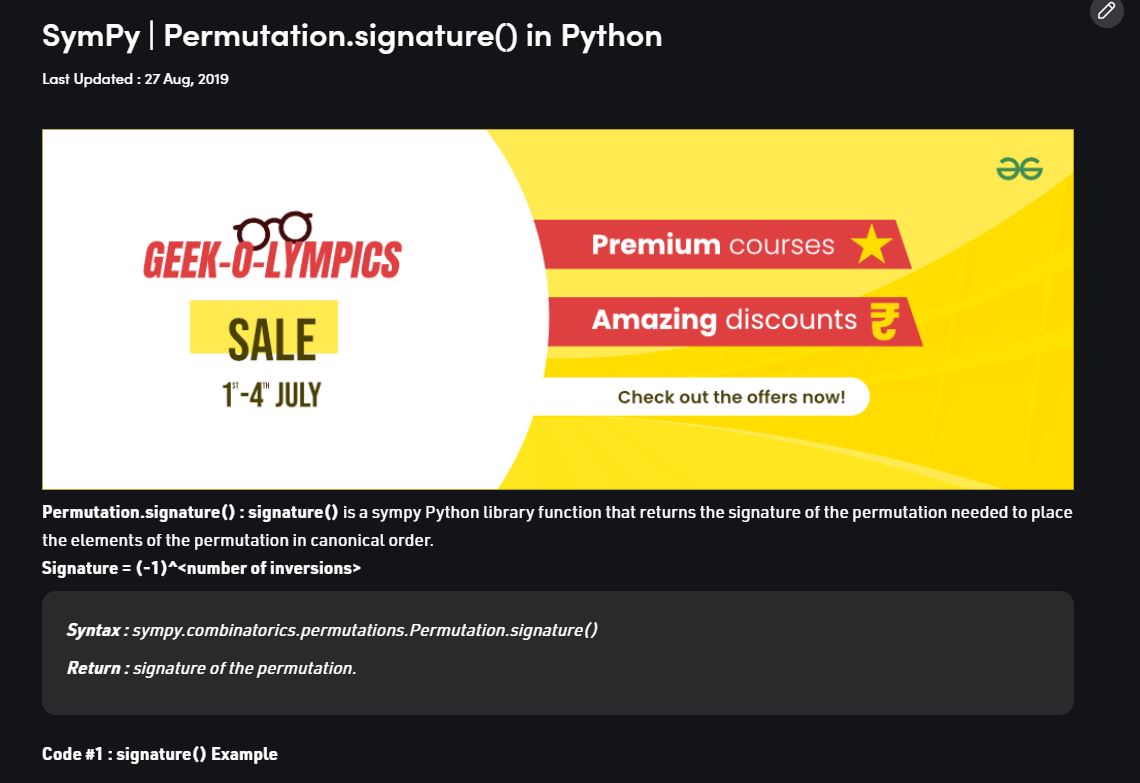 SymPy | Permutation.signature() in Python
Last Updated : 27 Aug, 2019
GEEK-O-LYMPICS
SALE
1ST-4TH JULY
Premium courses
Amazing discounts
Check out the offers now!
Permutation.signature() : signature() is a sympy Python library function that returns the signature of the permutation needed to place
the elements of the permutation in canonical order.
Signature = (-1)^<number of inversions>
Syntax : sympy.combinatorics.permutations.Permutation.signature()
Return : signature of the permutation.
Code #1 : signature() Example